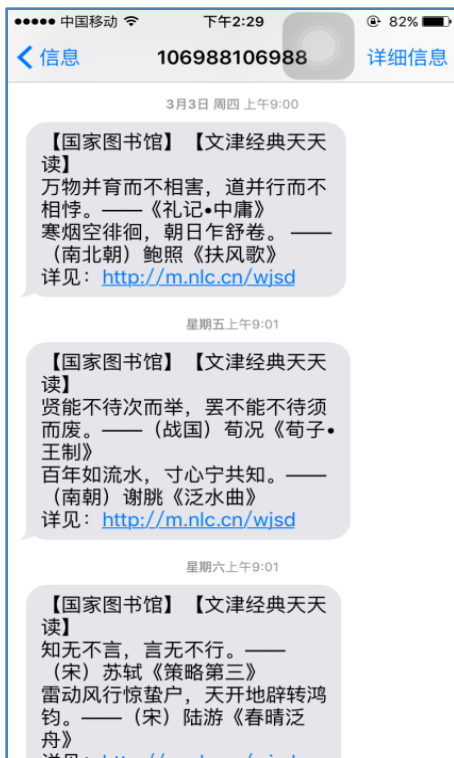 中国移动 下午2:29 82%
信息 106988106988 详细信息
3月3日 周四 上午9:00
【国家图书馆】【文津经典天天
读】
万物并育而不相害，道并行而不
相悖。——《礼记•中庸》
寒烟空徘徊，朝日乍舒卷。 ——
（南北朝）鲍照《扶风歌》
详见：http://m.nlc.cn/wjsd
星期五上午9:01
【国家图书馆】【文津经典天天
读】
贤能不待次而举，罢不能不待须
而废。——（战国）荀况《荀子•
王制》
百年如流水，寸心宁共知。——
（南朝）谢朓《泛水曲》
详见：http://m.nlc.cn/wjsd
星期六上午9:01
【国家图书馆】【文津经典天天
读】
知无不言，言无不行。——
（宋）苏轼《策略第三》
雷动风行惊蛰户，天开地辟转鸿
钧。——（宋）陆游《春晴泛
舟》